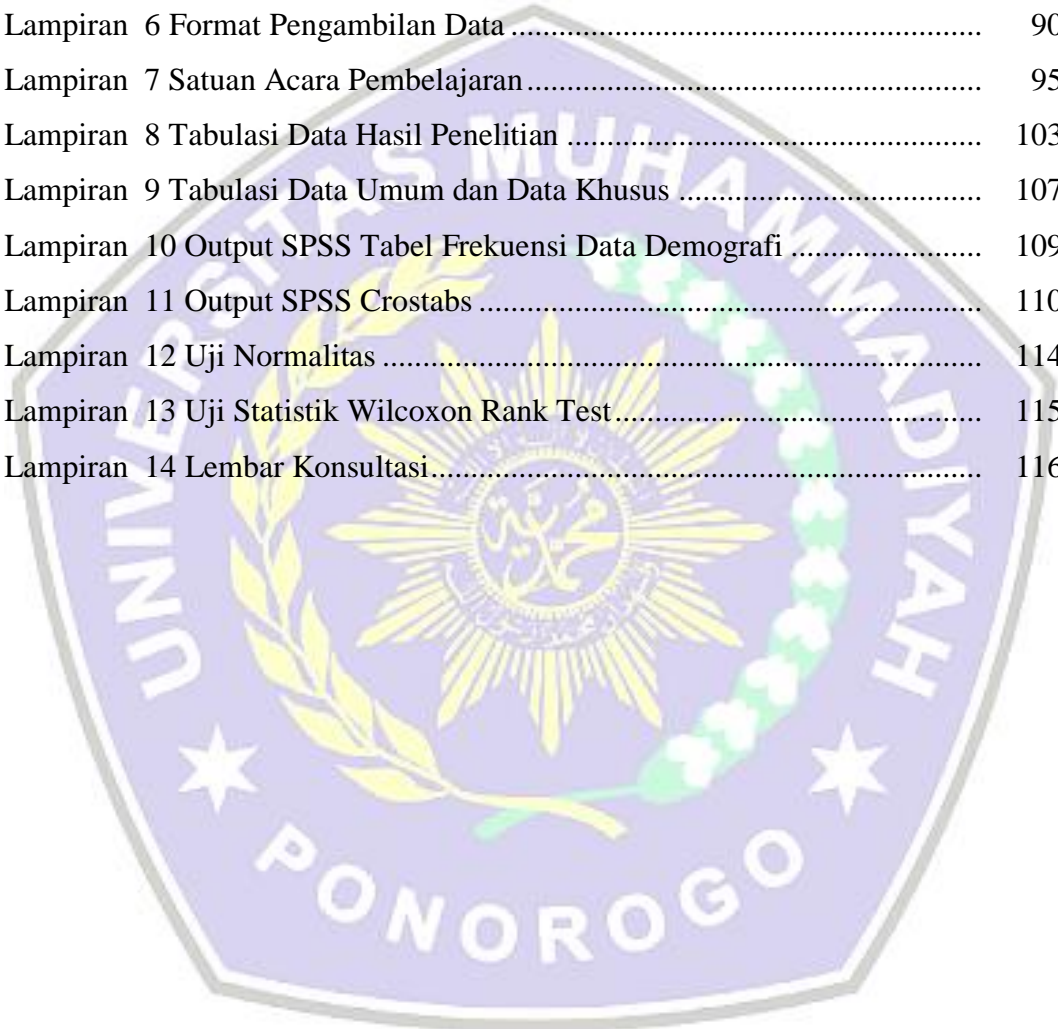 Lampiran 6 Format Pengambilan Data ........................................................... 90
Lampiran 7 Satuan Acara Pembelajaran ......................................................... 95
Lampiran 8 Tabulasi Data Hasil Penelitian .................................................... 103
Lampiran 9 Tabulasi Data Umum dan Data Khusus ...................................... 107
Lampiran 10 Output SPSS Tabel Frekuensi Data Demografi ........................ 109
Lampiran 11 Output SPSS Crostabs ............................................................... 110
Lampiran 12 Uji Normalitas ........................................................................... 114
Lampiran 13 Uji Statistik Wilcoxon Rank Test .............................................. 115
Lampiran 14 Lembar Konsultasi ..................................................................... 116
UNIVERSITAS MUHAMMADIYAH
PONOROGO